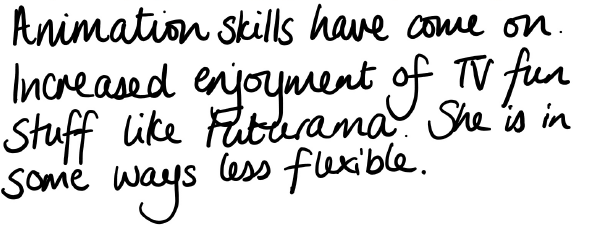 Animation skills have come on.
Increased enjoyment of TV fun
stuff like Futurama. She is in
some ways less flexible.